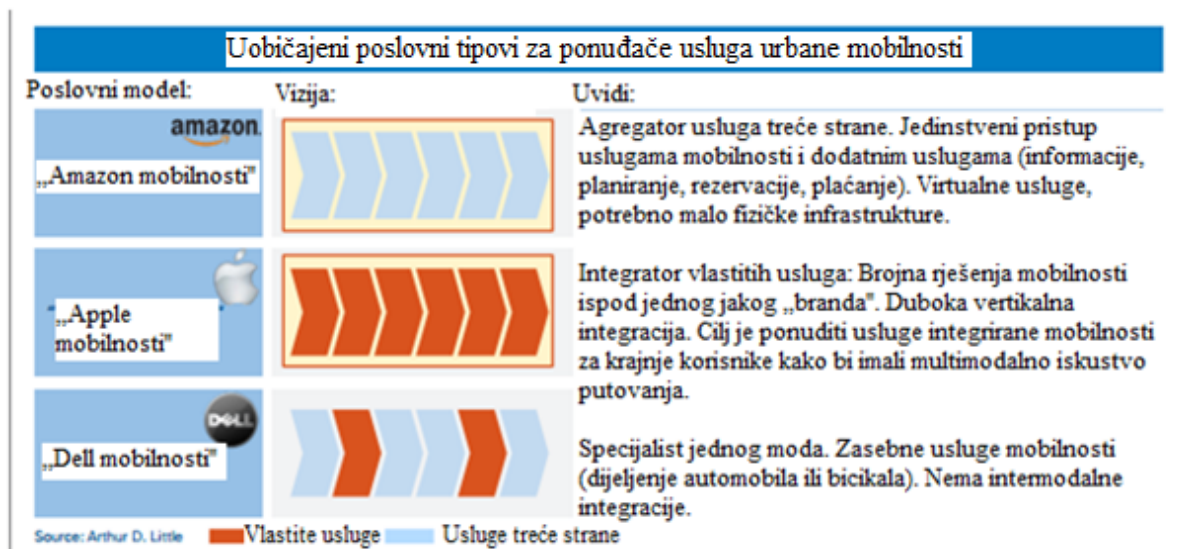 Uobičajeni poslovni tipovi za ponuđače usluga urbane mobilnosti
Poslovni model:
Vizija:
Uvidi:
amazon
„Amazon mobilnosti"
Agregator usluga treće strane. Jedinstveni pristup
uslugama mobilnosti i dodatnim uslugama (informacije,
planiranje, rezervacije, plaćanje). Virtualne usluge,
potrebno malo fizičke infrastrukture.
„Apple
mobilnosti"
Integrator vlastitih usluga: Brojna rješenja mobilnosti
ispod jednog jakog „branda". Duboka vertikalna
integracija. Cilj je ponuditi usluge integrirane mobilnosti
za krajnje korisnike kako bi imali multimodalno iskustvo
putovanja.
DELL
„Dell mobilnosti"
Specijalist jednog moda. Zasebne usluge mobilnosti
(dijeljenje automobila ili bicikala). Nema intermodalne
integracije.
Source: Arthur D. Little
Vlastite usluge
Usluge treće strane